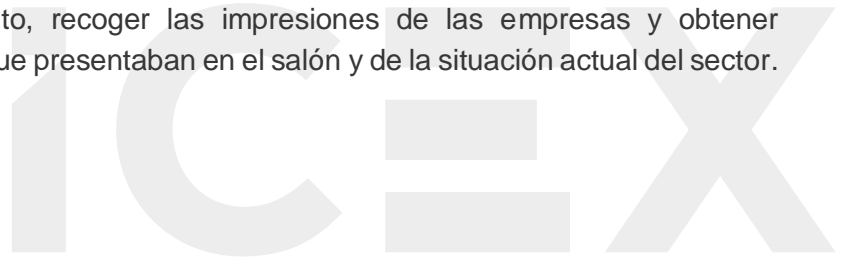 to, recoger las impresiones de las empresas y obtener
ue presentaban en el salón y de la situación actual del sector.
ICEX